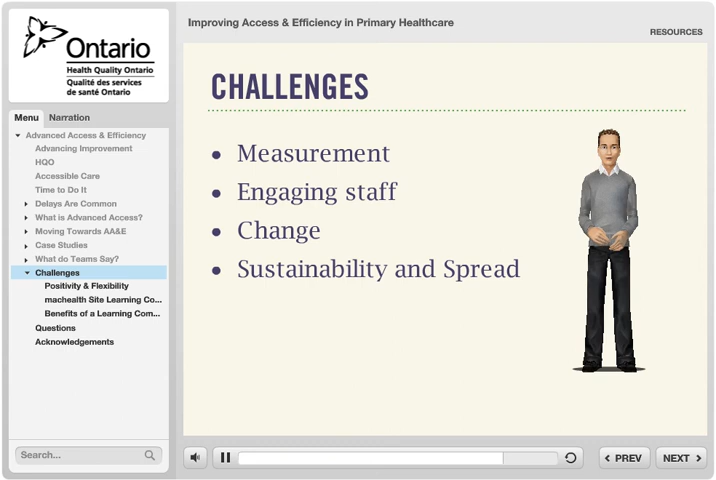 Ontario
Health Quality Ontario
Qualité des services
de santé Ontario
Menu
Narration
Advanced Access & Efficiency
Advancing Improvement
HQO
Accessible Care
Time to Do It
Delays Are Common
What is Advanced Access?
Moving Towards AA&E
Case Studies
What do Teams Say?
Challenges
Positivity & Flexibility
machealth Site Learning Co...
Benefits of a Learning Com...
Questions
Acknowledgements
Search...
Improving Access & Efficiency in Primary Healthcare
RESOURCES
CHALLENGES
• Measurement
• Engaging staff
• Change
• Sustainability and Spread
PREV
NEXT